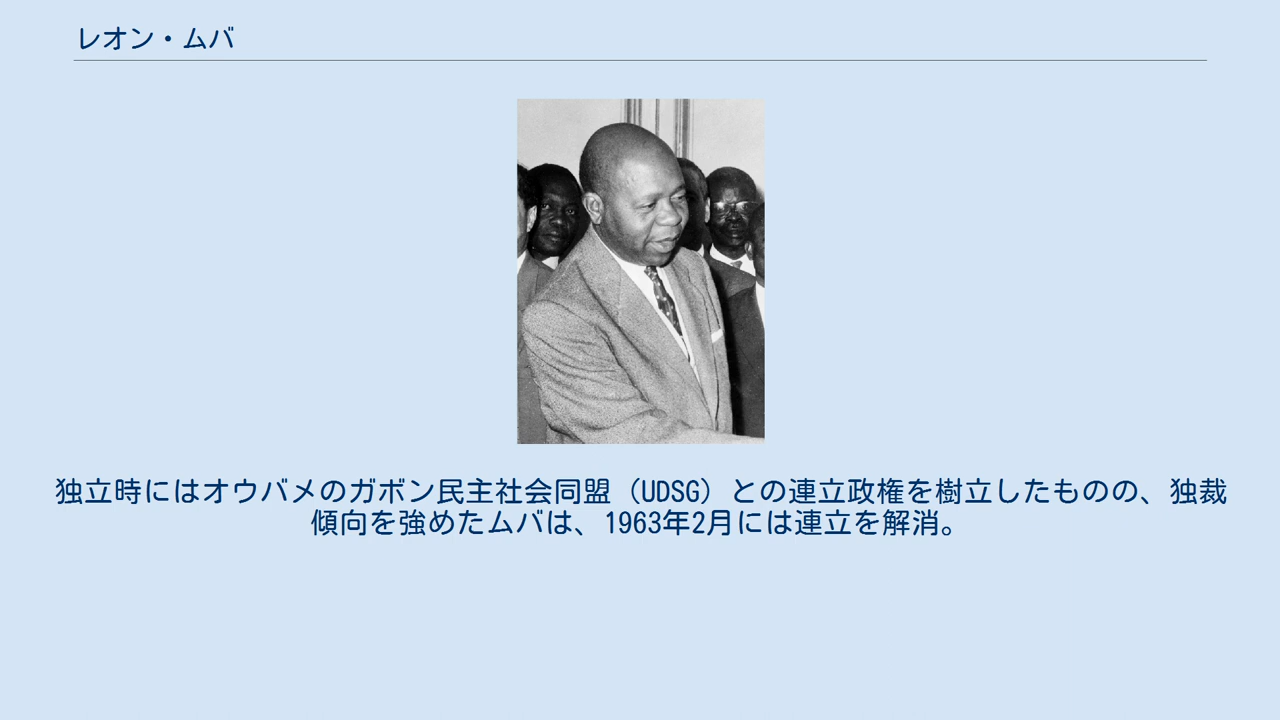 レオン・ムバ
独立時にはオウバメのガボン民主社会同盟（UDSG）との連立政権を樹立したものの、独裁
傾向を強めたムバは、1963年2月には連立を解消。